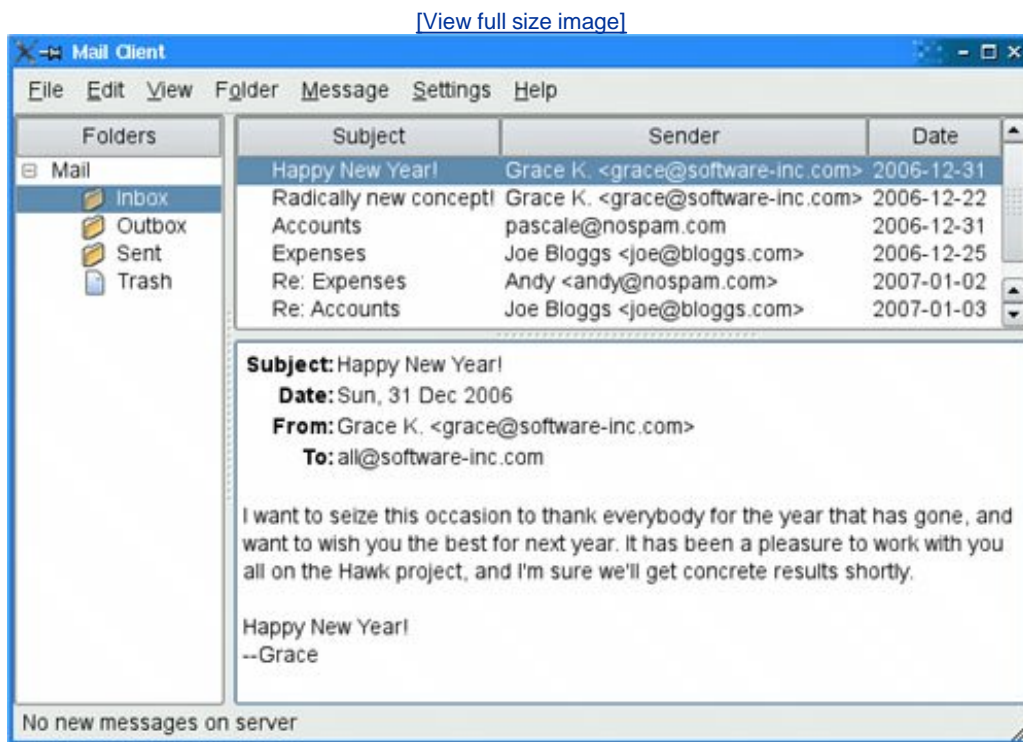 [View full size image]
Mail Client
File Edit View Folder Message Settings Help
Folders
Mail
Inbox
Outbox
Sent
Trash
Subject Sender Date
Happy New Year! Grace K. <grace@software-inc.com> 2006-12-31
Radically new concept! Grace K. <grace@software-inc.com> 2006-12-22
Accounts pascale@nospam.com 2006-12-31
Expenses Joe Bloggs <joe@bloggs.com> 2006-12-25
Re: Expenses Andy <andy@nospam.com> 2007-01-02
Re: Accounts Joe Bloggs <joe@bloggs.com> 2007-01-03
Subject: Happy New Year!
Date: Sun, 31 Dec 2006
From: Grace K. <grace@software-inc.com>
To: all@software-inc.com
I want to seize this occasion to thank everybody for the year that has gone, and
want to wish you the best for next year. It has been a pleasure to work with you
all on the Hawk project, and I'm sure we'll get concrete results shortly.
Happy New Year!
--Grace
No new messages on server